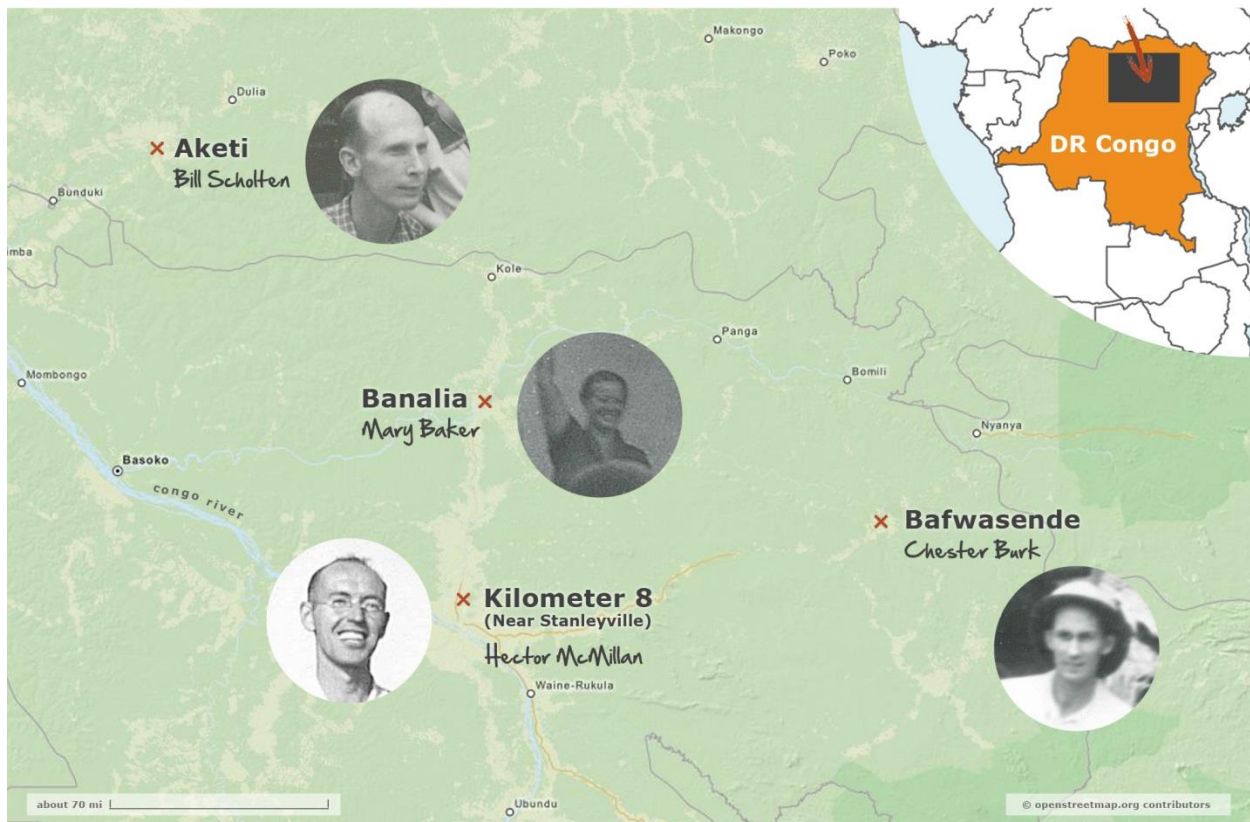 Makongo
Poko
Dulia
Aketi
Bill Scholten
DR Congo
Bunduki
imba
Kole
Panga
Mombongo
Bomili
Banalia
Mary Baker
Nyanya
Basoko
congo river
Bafwasende
Chester Burk
Kilometer 8
(Near Stanleyville)
Hector McMillan
Waine-Rukula
about 70 mi
Ubundu
© openstreetmap.org contributors